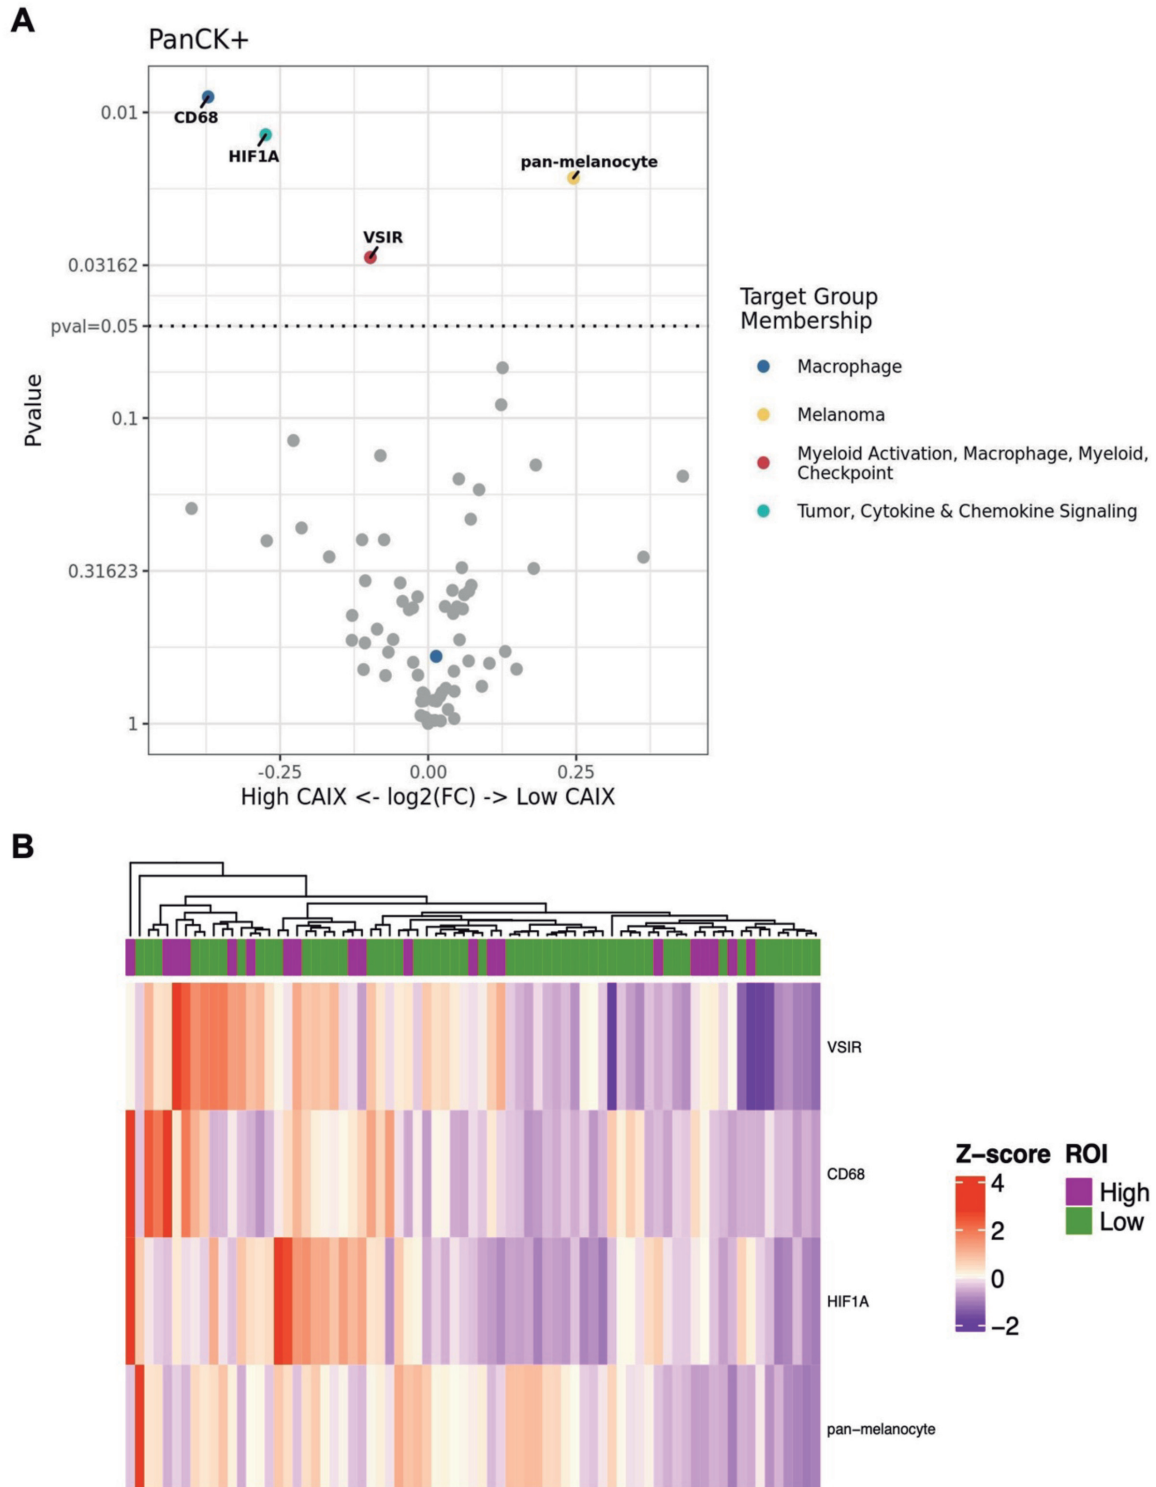 A
PanCK+
0.01
CD68
HIF1A
pan-melanocyte
VSIR
0.03162
pval=0.05
0.1
0.31623
1
Pvalue
-0.25
0.00
0.25
High CAIX <- log2(FC) -> Low CAIX
Target Group
Membership
Macrophage
Melanoma
Myeloid Activation, Macrophage, Myeloid,
Checkpoint
Tumor, Cytokine & Chemokine Signaling
B
VSIR
CD68
HIF1A
pan-melanocyte
Z-score
4
2
0
-2
ROI
High
Low